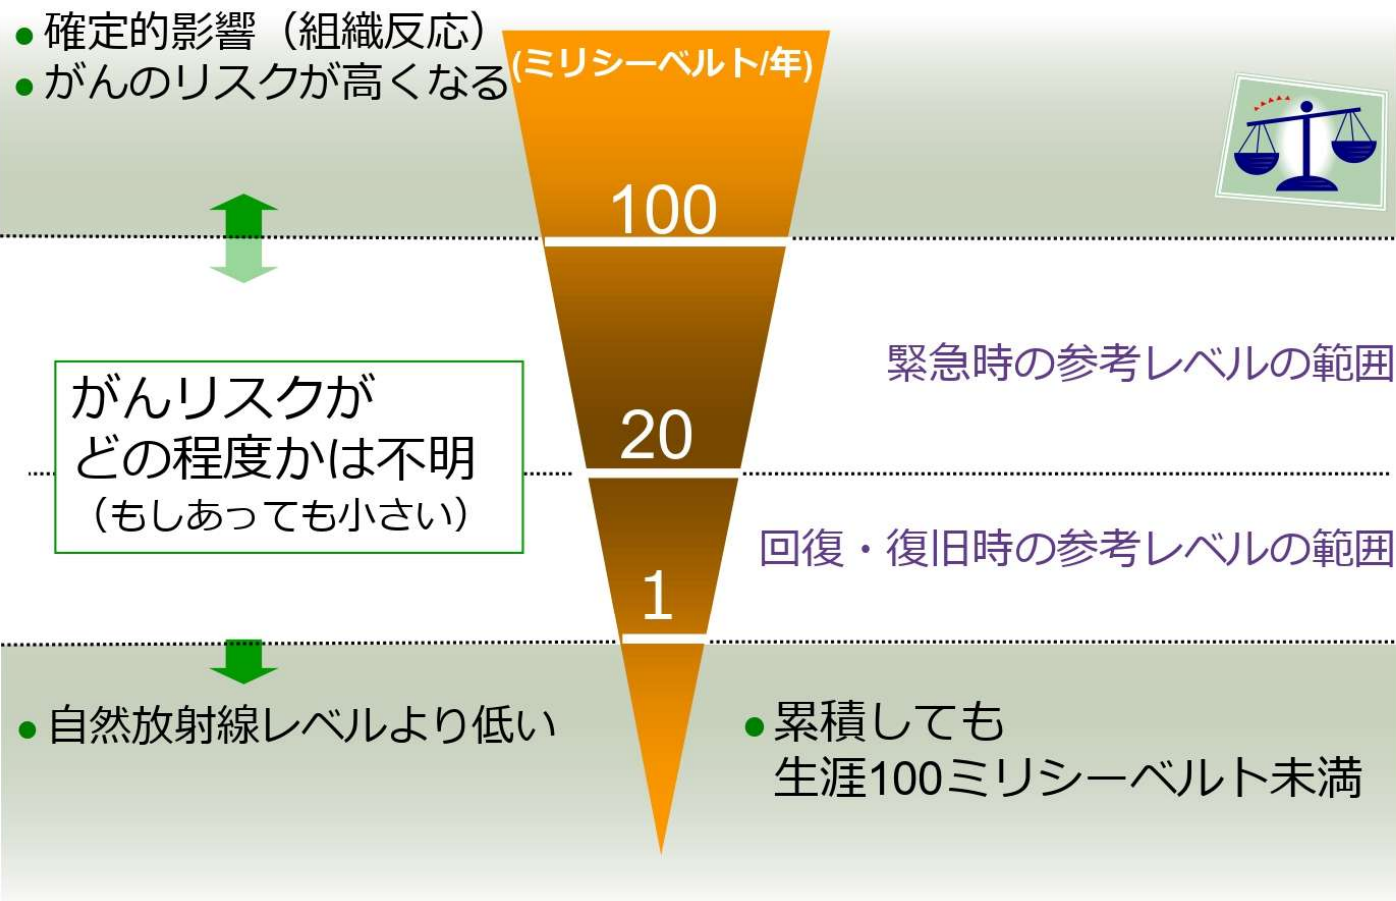 ● 確定的影響（組織反応）
● がんのリスクが高くなる
(ミリシーベルト/年)
100
緊急時の参考レベルの範囲
がんリスクが
どの程度かは不明
（もしあっても小さい）
20
回復・復旧時の参考レベルの範囲
1
● 自然放射線レベルより低い
● 累積しても
生涯100ミリシーベルト未満